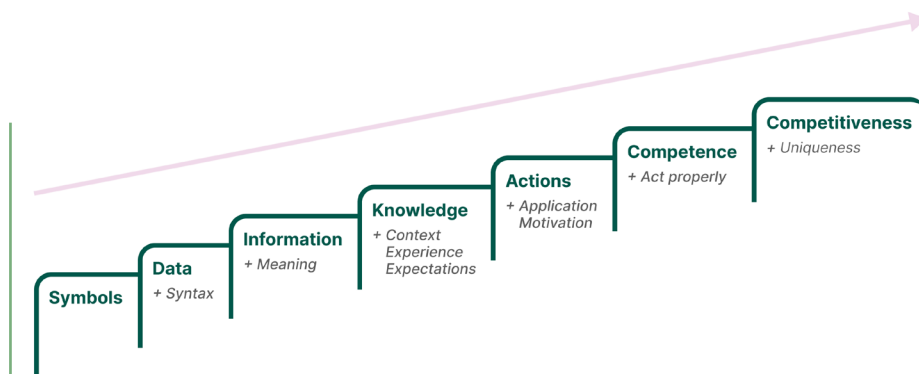 Symbols
Data
+ Syntax
Information
+ Meaning
Knowledge
+ Context
Experience
Expectations
Actions
+ Application
Motivation
Competence
+ Act properly
Competitiveness
+ Uniqueness